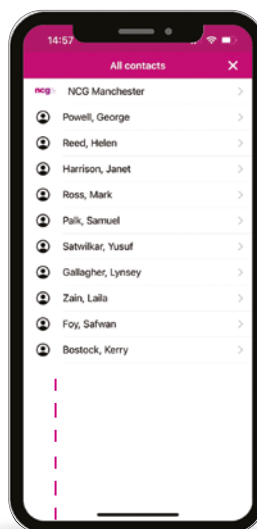 14:57
All contacts
ncg NCG Manchester
Powell, George
Reed, Helen
Harrison, Janet
Ross, Mark
Palk, Samuel
Satwilkar, Yusuf
Gallagher, Lynsey
Zain, Laila
Foy, Safwan
Bostock, Kerry